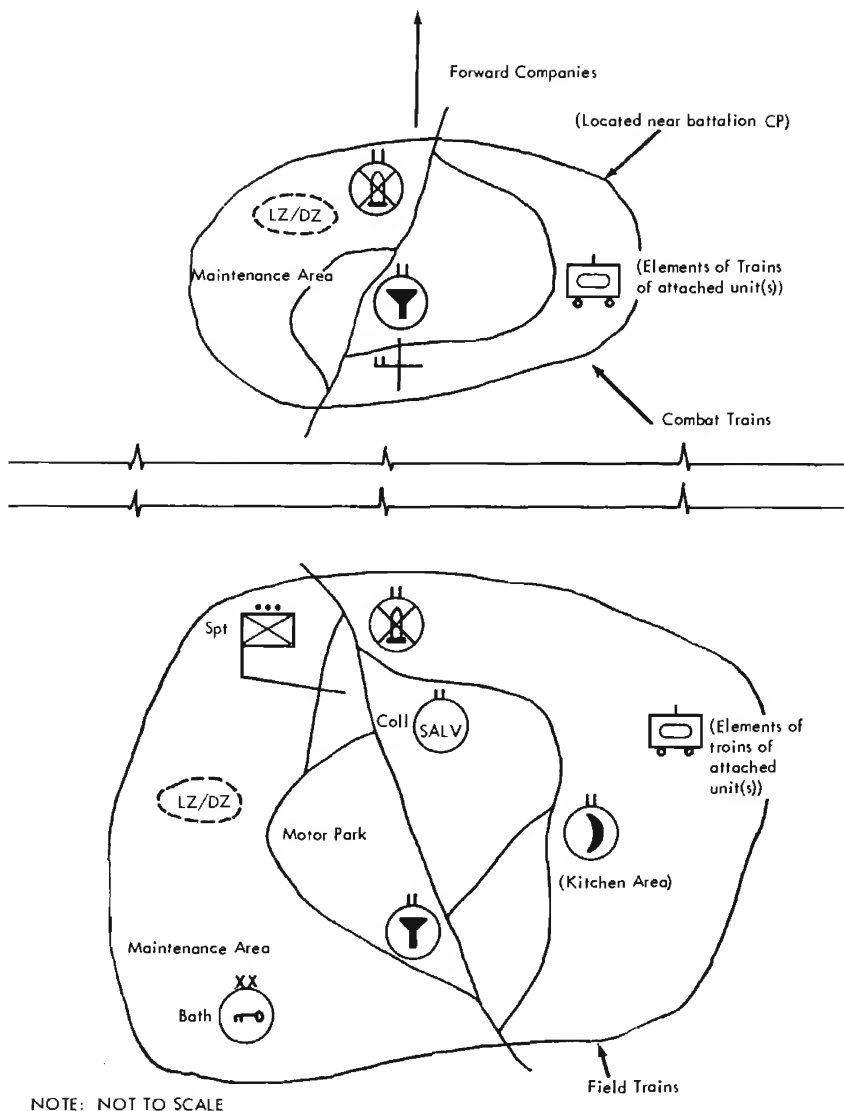 Forward Companies
(Located near battalion CP)
LZ/DZ
Maintenance Area
(Elements of Trains
of attached unit(s))
Combat Trains
Spt
Coll
SALV
(Elements of
troins of
attached
unit(s))
LZ/DZ
Motor Park
(Kitchen Area)
Maintenance Area
XX
Bath
Field Trains
NOTE: NOT TO SCALE